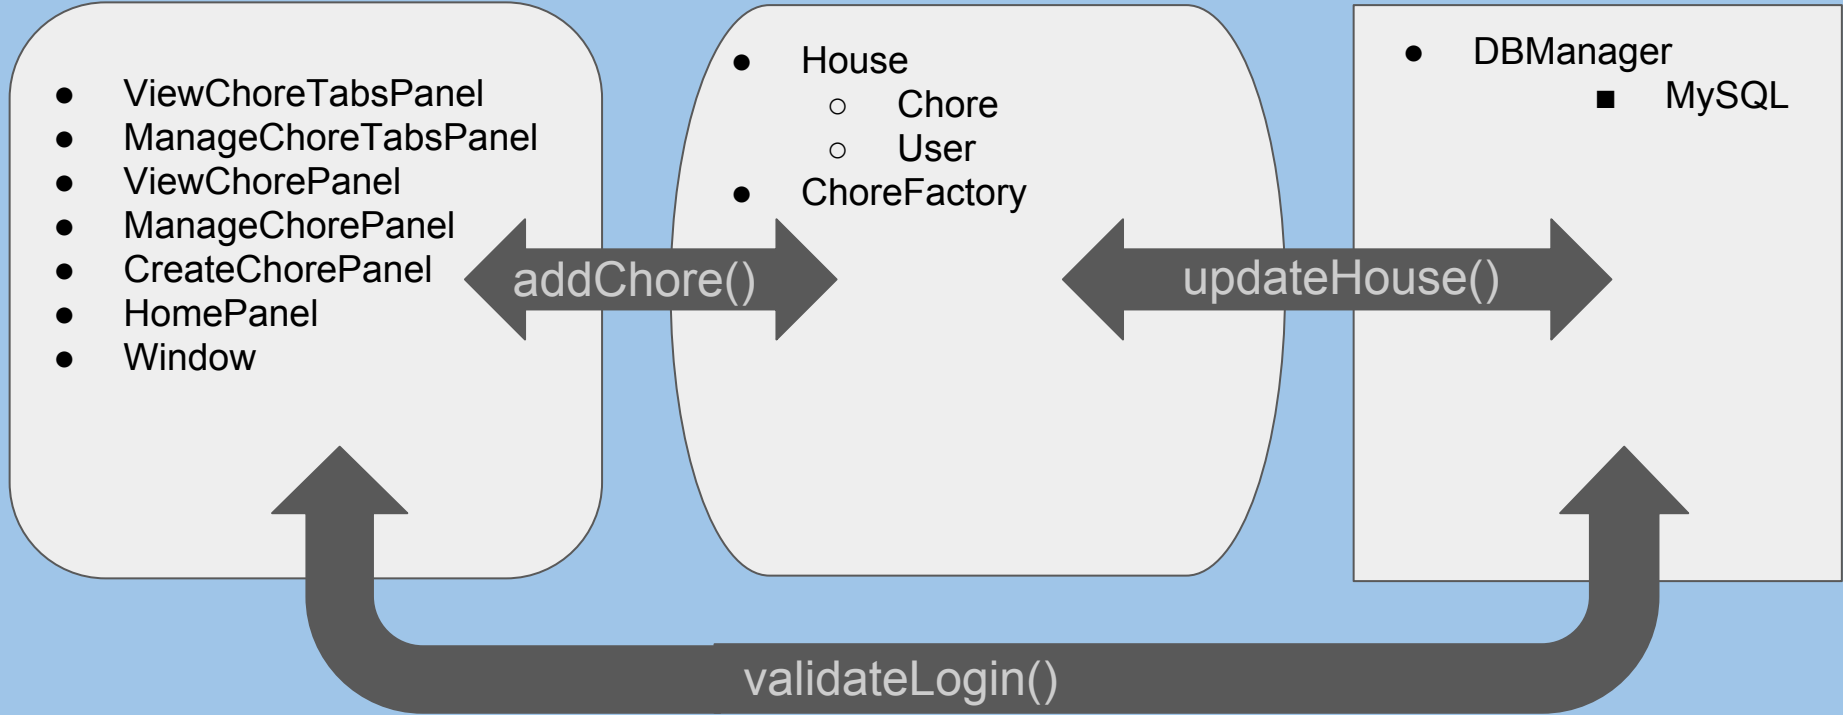 ● ViewChoreTabsPanel
● ManageChoreTabsPanel
● ViewChorePanel
● ManageChorePanel
● CreateChorePanel
● HomePanel
● Window
addChore()
● House
○ Chore
○ User
● ChoreFactory
updateHouse()
● DBManager
■ MySQL
validateLogin()